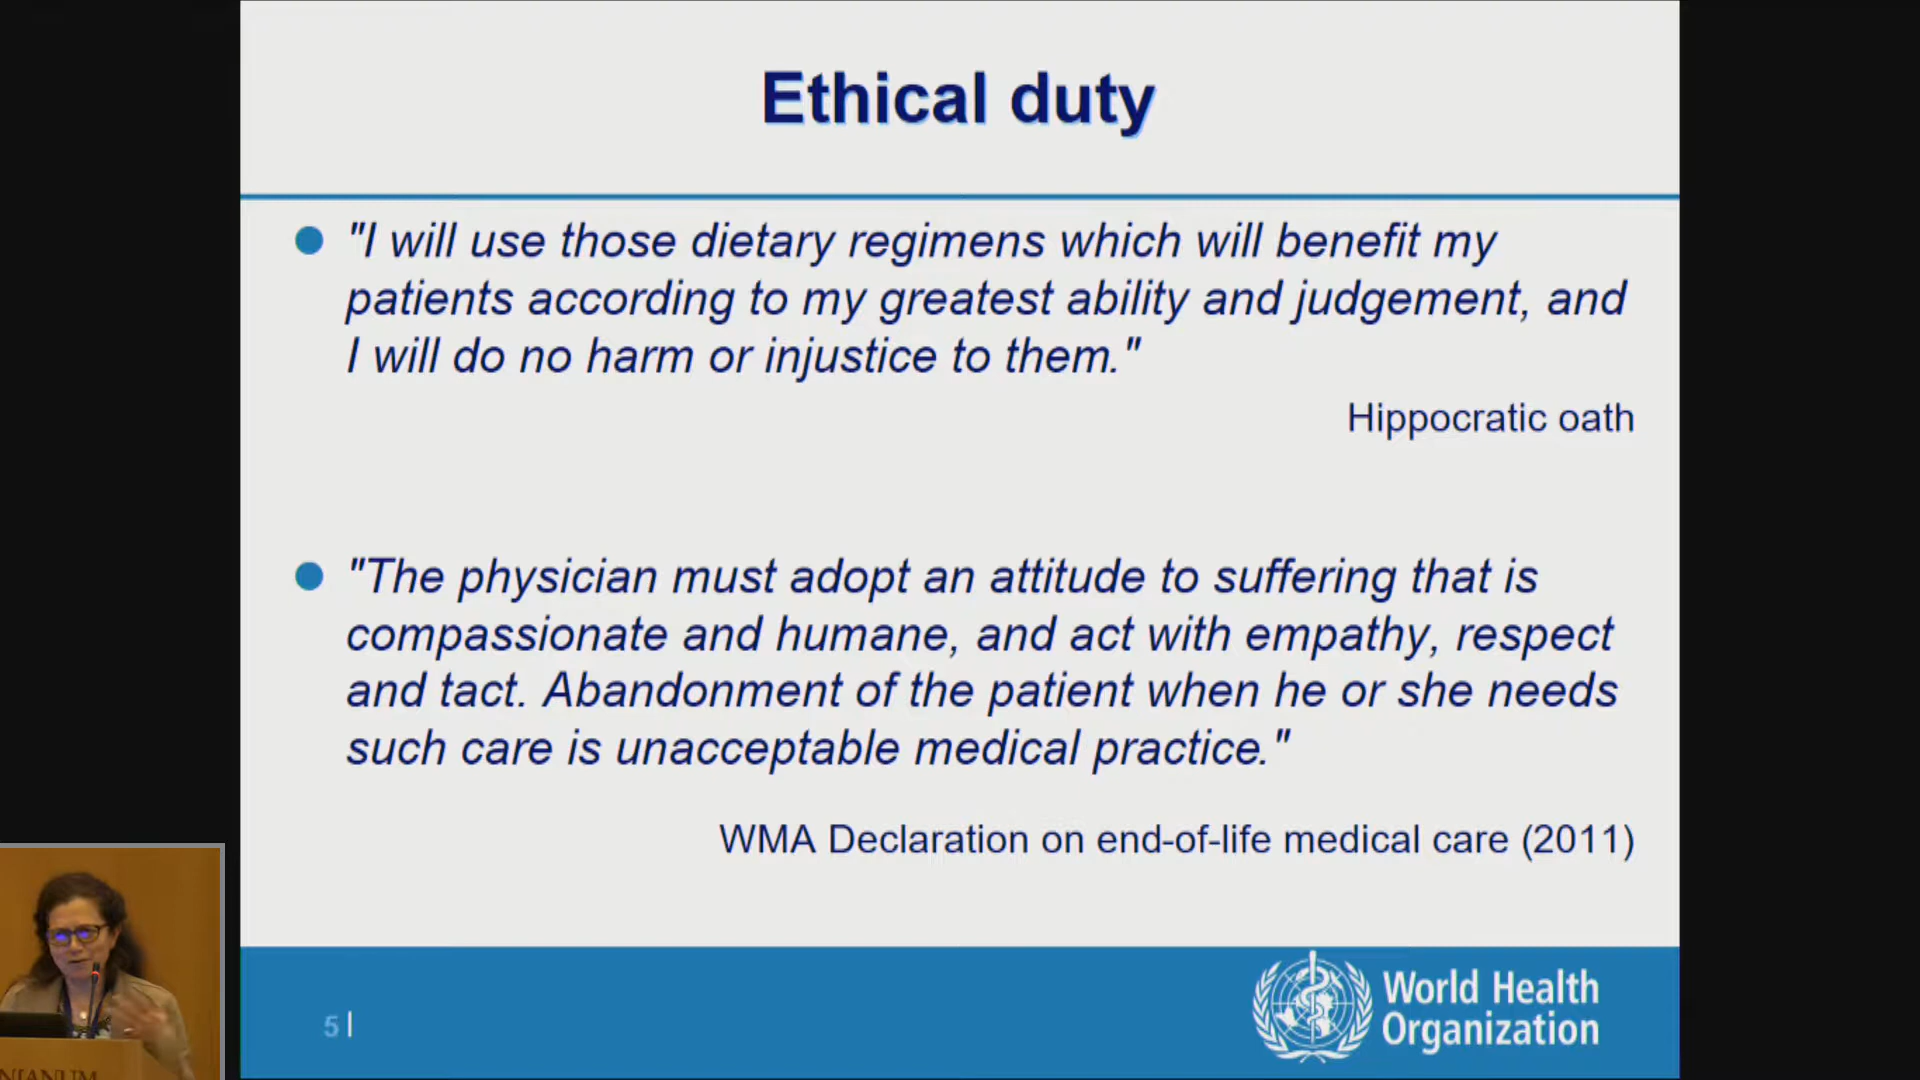 Ethical duty
"I will use those dietary regimens which will benefit my
patients according to my greatest ability and judgement, and
I will do no harm or injustice to them."
Hippocratic oath
"The physician must adopt an attitude to suffering that is
compassionate and humane, and act with empathy, respect
and tact. Abandonment of the patient when he or she needs
such care is unacceptable medical practice."
WMA Declaration on end-of-life medical care (2011)
5 |
World Health
Organization